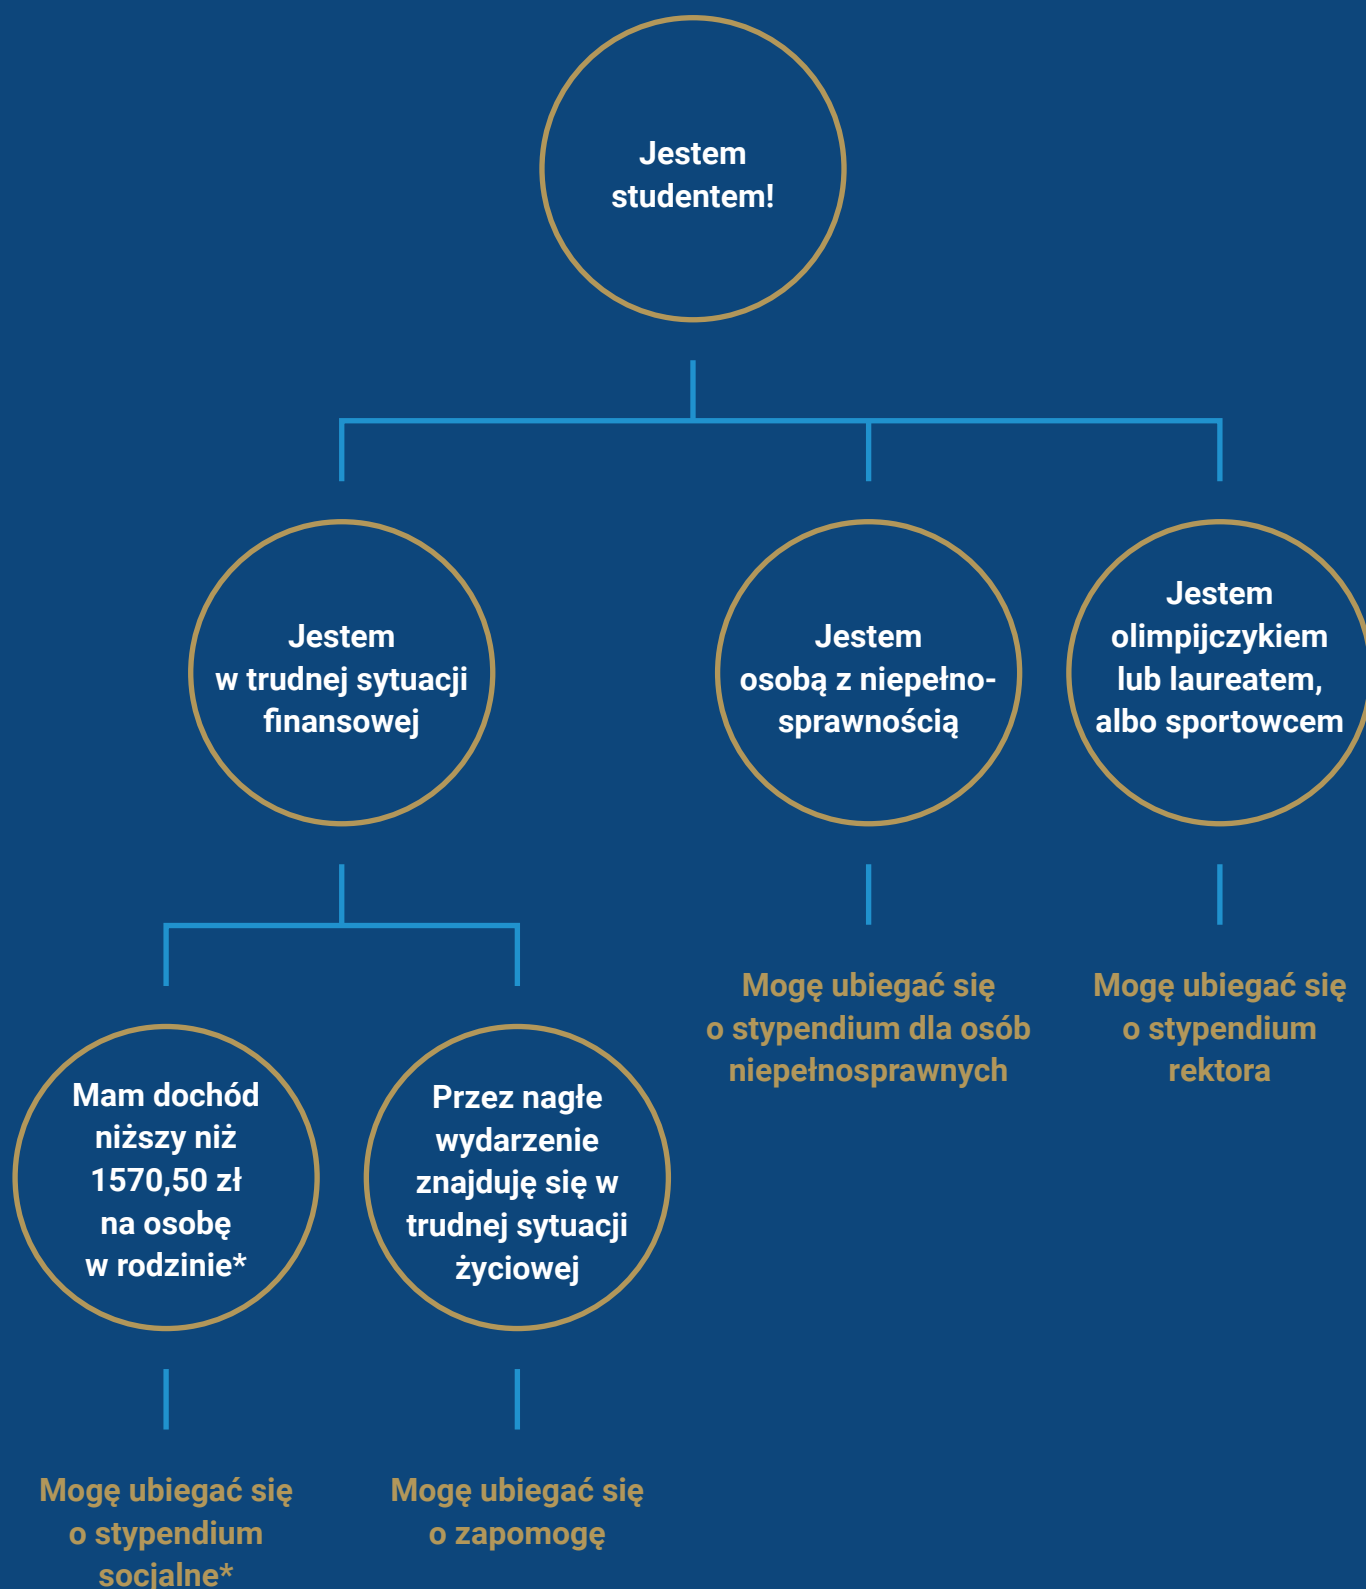 Jestem
studentem!
Jestem
w trudnej sytuacji
finansowej
Jestem
osobą z niepełno-
sprawnością
Jestem
olimpijczykiem
lub laureatem,
albo sportowcem
Mogę ubiegać się
o stypendium dla osób
niepełnosprawnych
Mogę ubiegać się
o stypendium
rektora
Mam dochód
niższy niż
1570,50 zł
na osobę
w rodzinie*
Przez nagłe
wydarzenie
znajduję się w
trudnej sytuacji
życiowej
Mogę ubiegać się
o stypendium
socjalne*
Mogę ubiegać się
o zapomogę